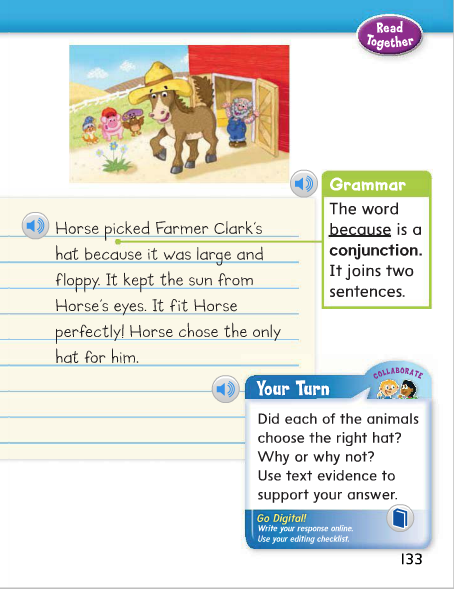 Read
Together
Grammar
The word
because is a
conjunction.
It joins two
sentences.
Horse picked Farmer Clark's
hat because it was large and
floppy. It kept the sun from
Horse's eyes. It fit Horse
perfectly! Horse chose the only
hat for him.
COLLABORATE
Your Turn
Did each of the animals
choose the right hat?
Why or why not?
Use text evidence to
support your answer.
Go Digital!
Write your response online.
Use your editing checklist.
133